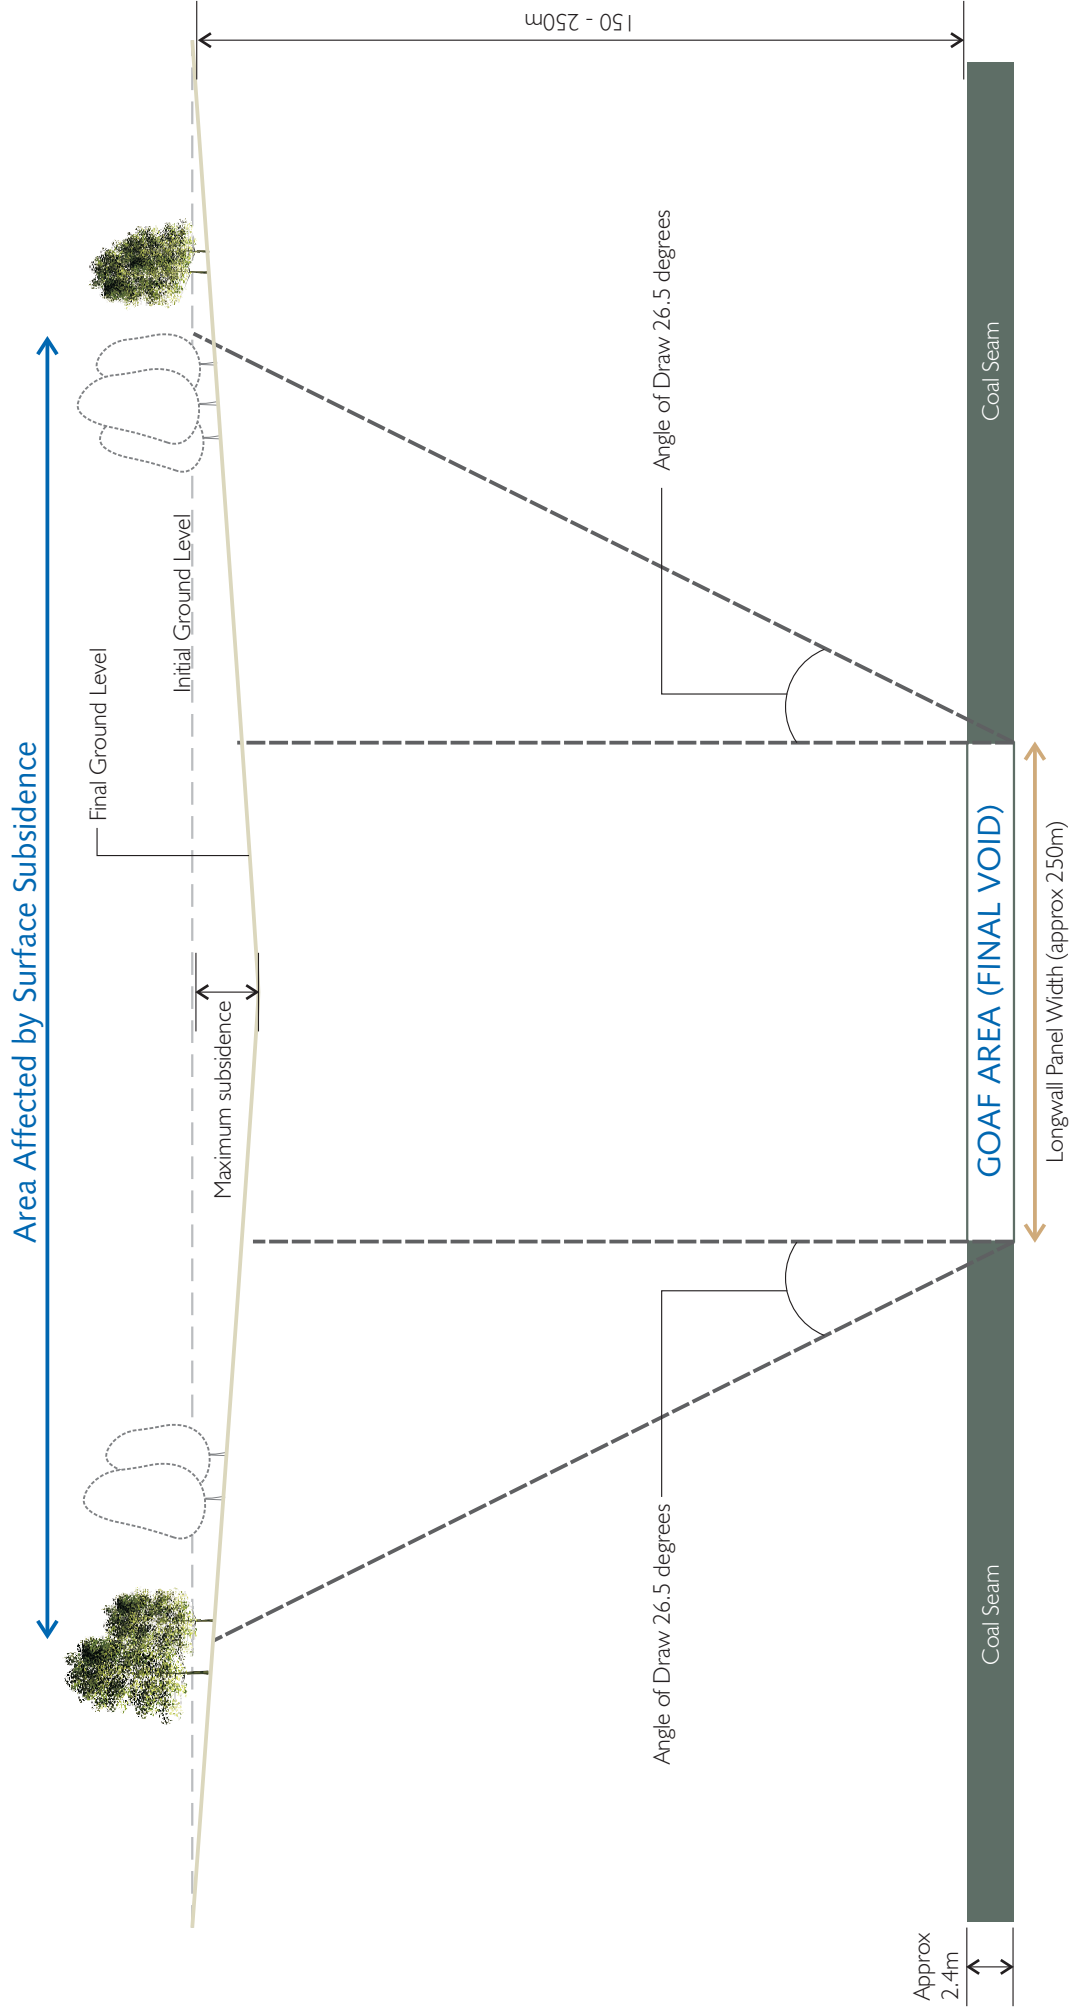 Area Affected by Surface Subsidence
Final Ground Level
Initial Ground Level
Maximum subsidence
150 - 250m
Angle of Draw 26.5 degrees
Angle of Draw 26.5 degrees
Approx
2.4m
Coal Seam
GOAF AREA (FINAL VOID)
Coal Seam
Longwall Panel Width (approx 250m)